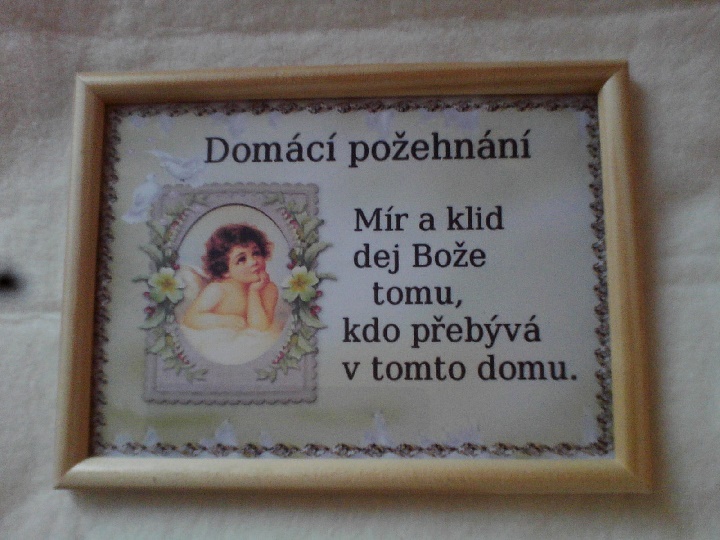 Domácí požehnání
Mír a klid
dej Bože
tomu,
kdo přebývá
v tomto domu.